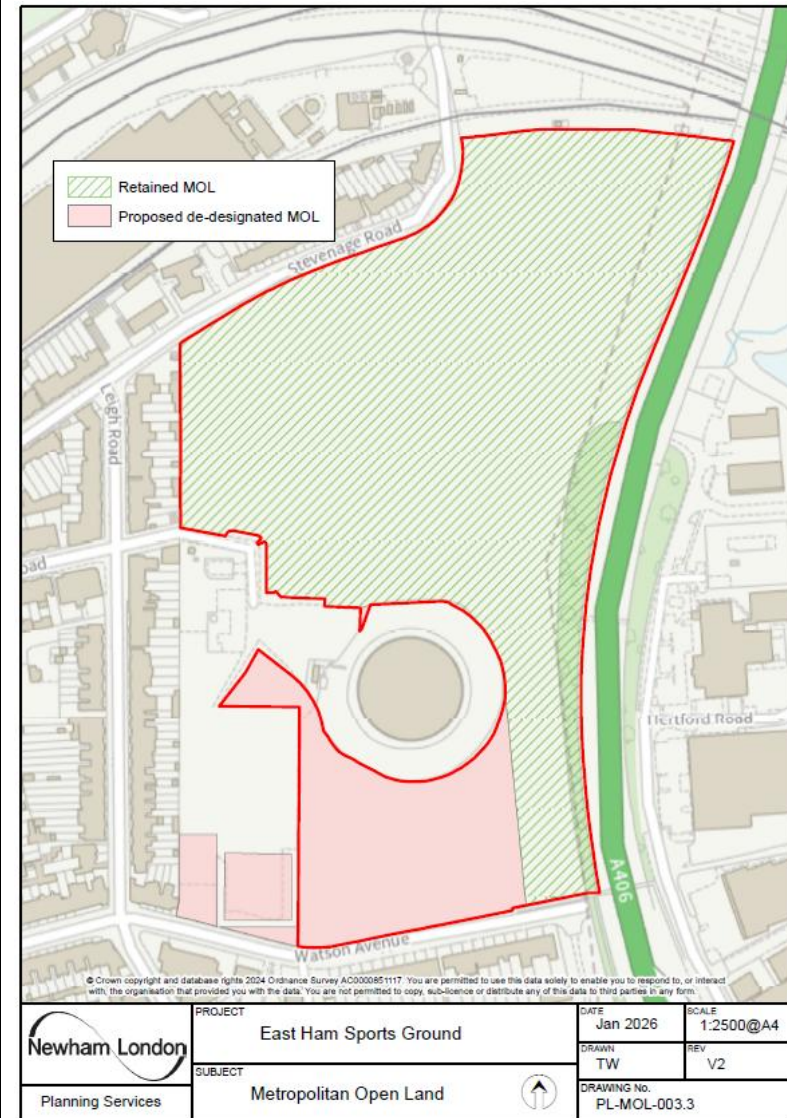 Retained MOL
Proposed de-designated MOL
Stevenage Road
Leigh Road
oad
Hertford Road
A406
Watson Avenue
© Crown copyright and database rights 2024 Ordnance Survey AC0000851117. You are permitted to use this data solely to enable you to respond to, or interact
with, the organisation that provided you with the data. You are not permitted to copy, sub-licence or distribute any of this data to third parties in any form.
Newham London
Planning Services
PROJECT
East Ham Sports Ground
SUBJECT
Metropolitan Open Land
DATE
Jan 2026
SCALE
1:2500@A4
DRAWN
TW
REV
V2
DRAWING No.
PL-MOL-003.3